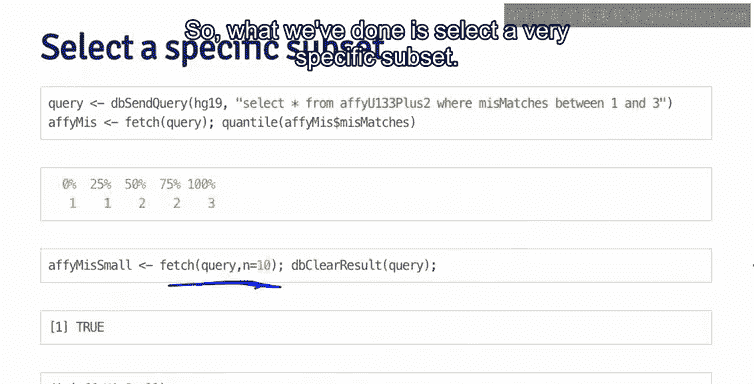 So, what we've done is select a very
specific subset.
Select a specific subset
query <- dbSendQuery(hg19, "select * from affyU133Plus2 where misMatches between 1 and 3")
affyMis <- fetch(query); quantile(affyMis$misMatches)
0% 25% 50% 75% 100%
1 1 2 2 3
affyMisSmall <- fetch(query,n=10); dbClearResult(query);
[1] TRUE